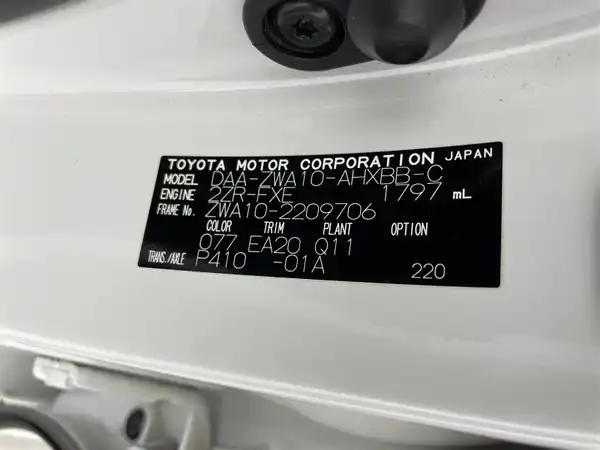 TOYOTA MOTOR CORPORATION JAPAN
MODEL DAA-ZWA10-AHXBB-C
ENGINE 2ZR-FXE 1797 mL
FRAME No. ZWA10-2209706
COLOR TRIM PLANT OPTION
077 EA20 Q11
TRANS./AXLE P410 -01A 220